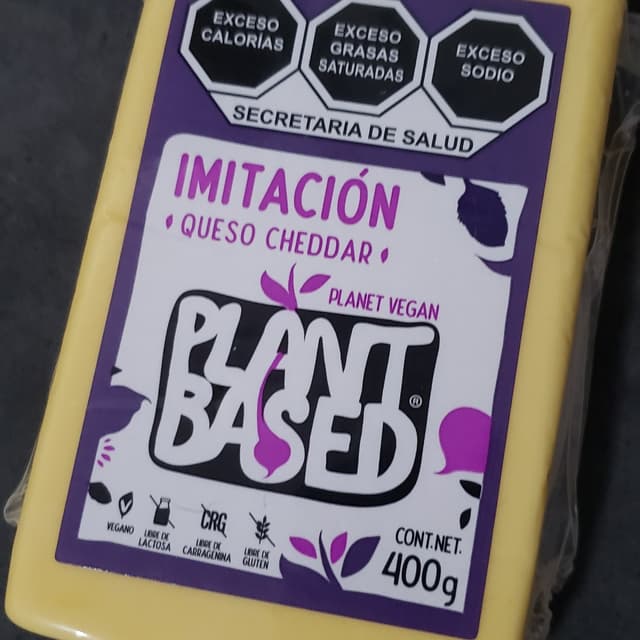 EXCESO
CALORÍAS
EXCESO
GRASAS
SATURADAS
EXCESO
SODIO
SECRETARIA DE SALUD
IMITACIÓN
QUESO CHEDDAR
PLANET VEGAN
PLANT
BASED®
VEGANO
LIBRE DE
LACTOSA
CRG
LIBRE DE
CARRAGENINA
LIBRE DE
GLUTEN
CONT.NET.
400g